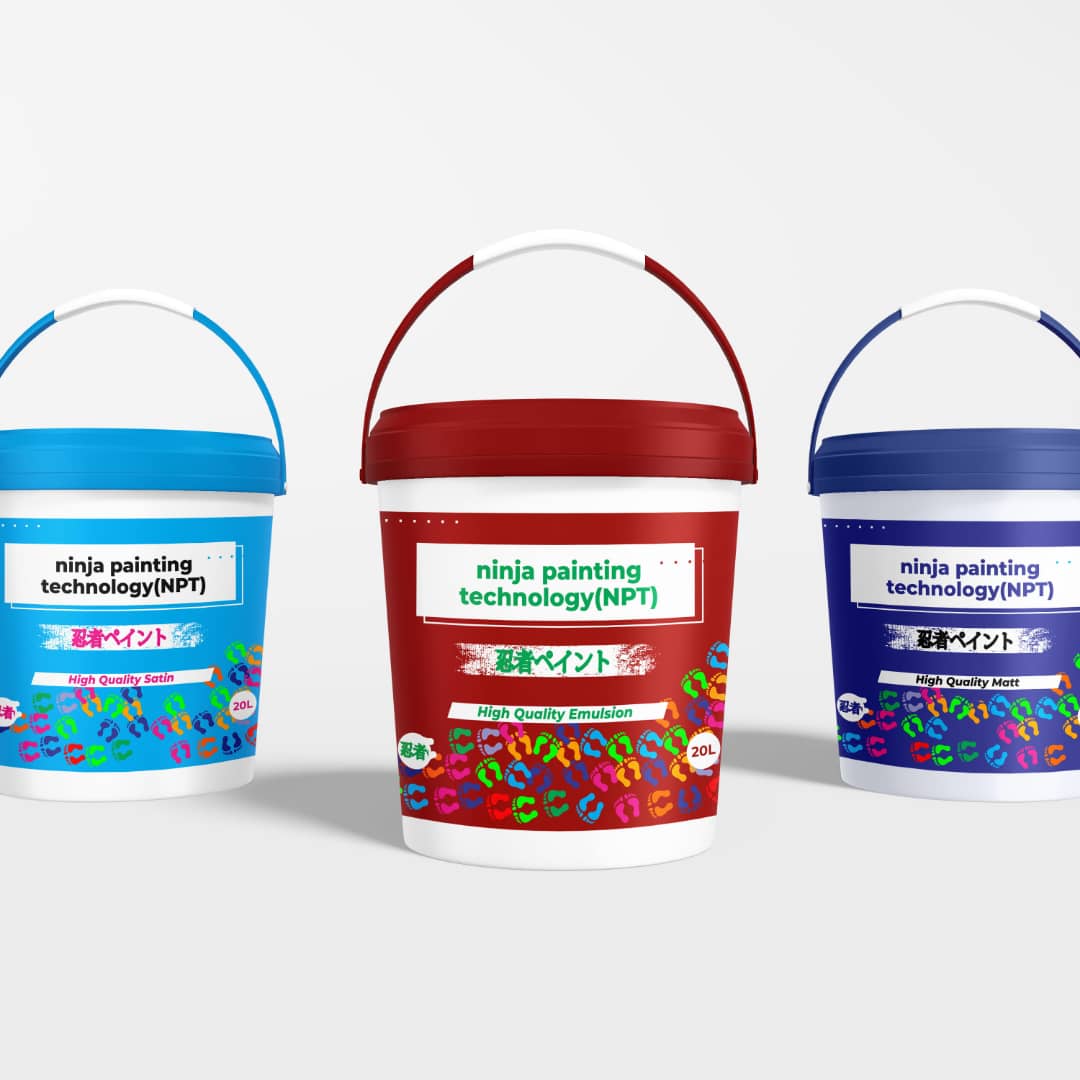 ninja painting
technology(NPT)
忍者ペイント
High Quality Satin
忍者
20L
ninja painting
technology(NPT)
忍者ペイント
High Quality Emulsion
忍者
20L
ninja painting
technology(NPT)
忍者ペイント
High Quality Matt
忍者